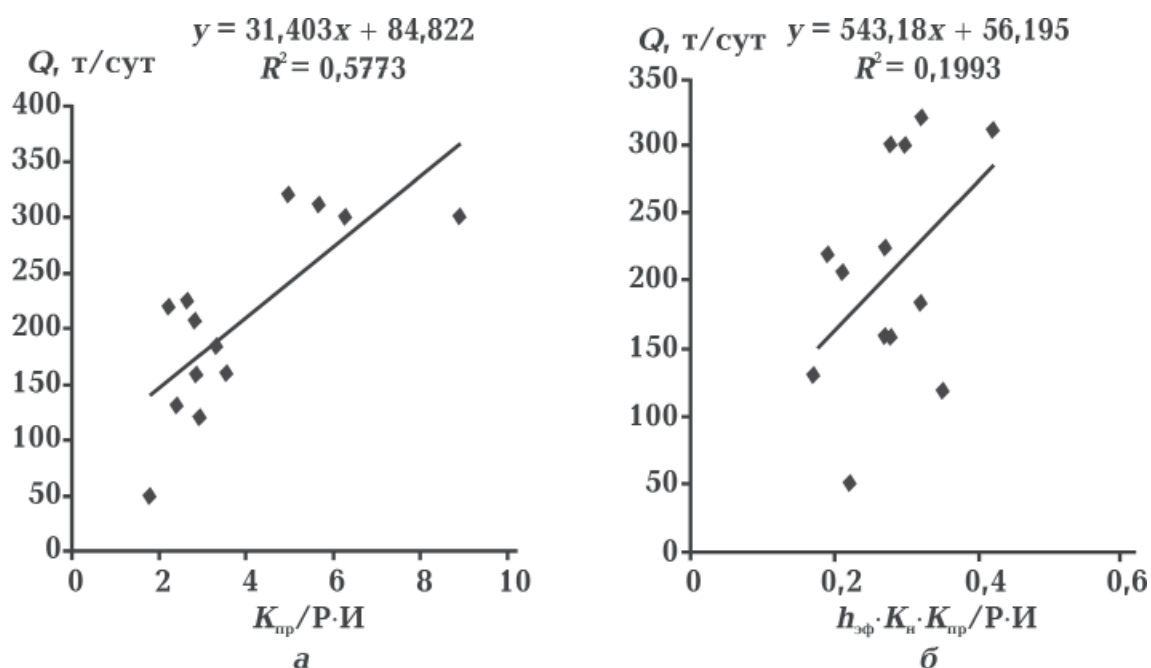 y = 31,403x + 84,822
R² = 0,5773
Q, т/сут
400
350
300
250
200
150
100
50
0
0 2 4 6 8 10
Kпр/Р·И
а
y = 543,18x + 56,195
R² = 0,1993
Q, т/сут
350
300
250
200
150
100
50
0
0 0,2 0,4 0,6
hэф·Kн·Kпр/Р·И
б